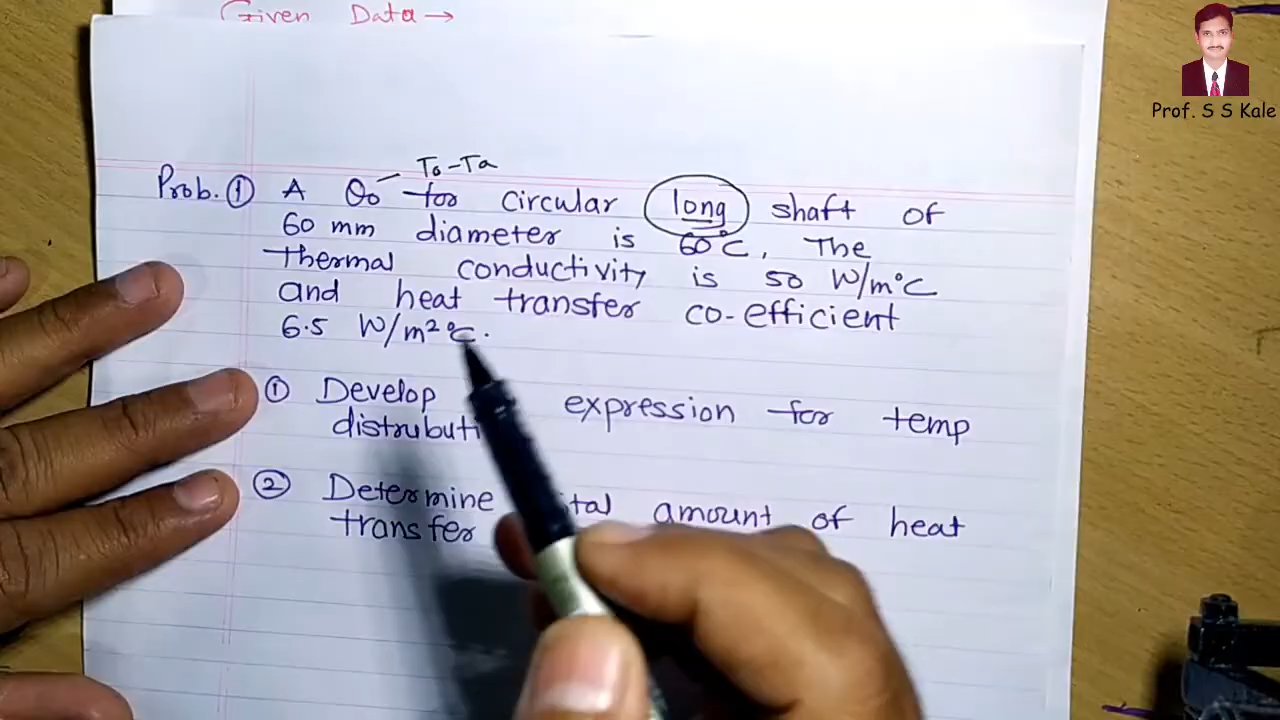 Given Data →
Prof. S S Kale
To-Ta
Prob. ① A θo for circular long shaft of
60 mm diameter is 60°C, The
thermal conductivity is 50 W/m°C
and heat transfer co-efficient
6.5 W/m²°C.
① Develop expression for temp
② Determine amount of heat
transfer